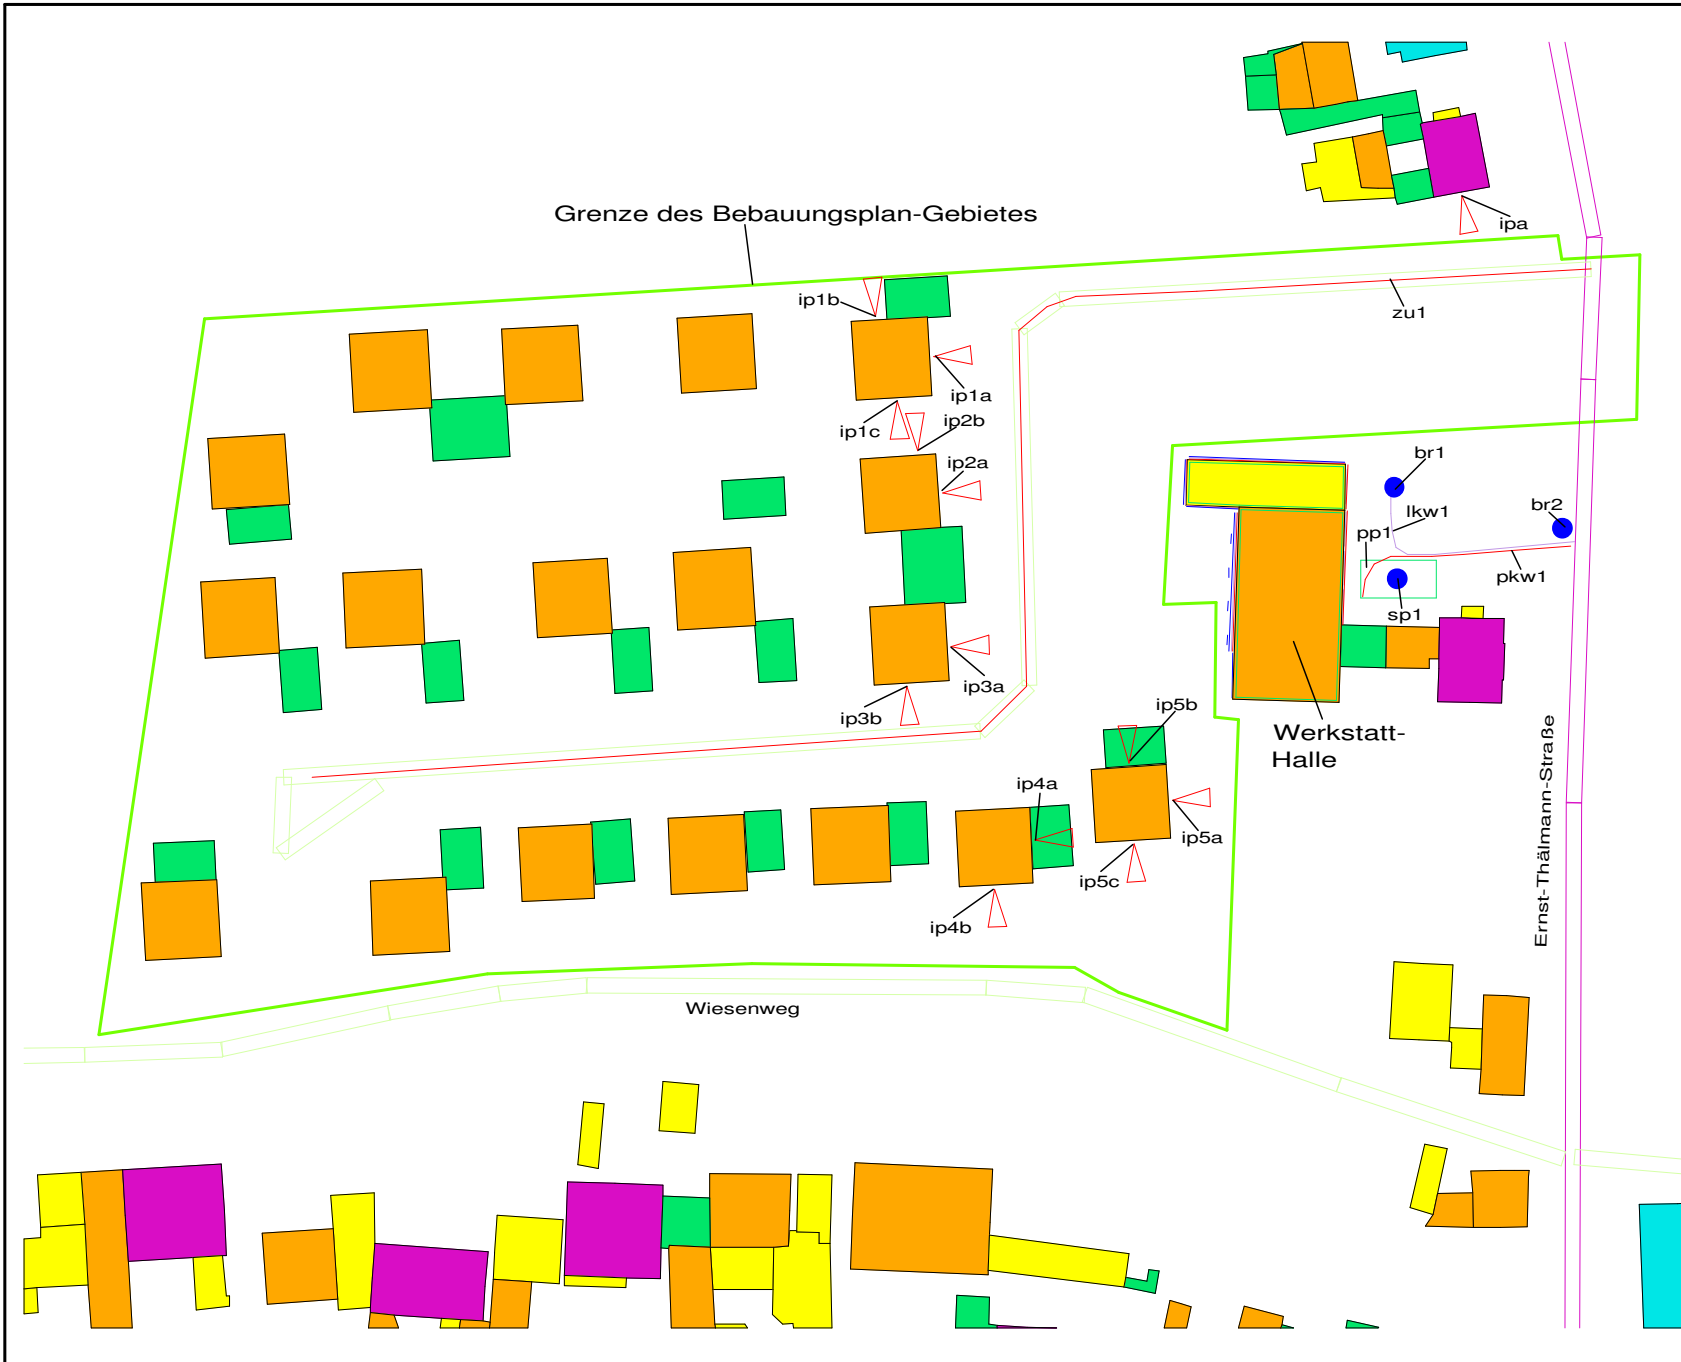 Grenze des Bebauungsplan-Gebietes
ipa
ip1b
zu1
ip1a
ip1c
ip2b
ip2a
br1
br2
lkw1
pp1
pkw1
sp1
ip3a
ip3b
ip5b
Werkstatt-
Halle
Ernst-Thälmann-Straße
ip4a
ip5a
ip5c
ip4b
Wiesenweg